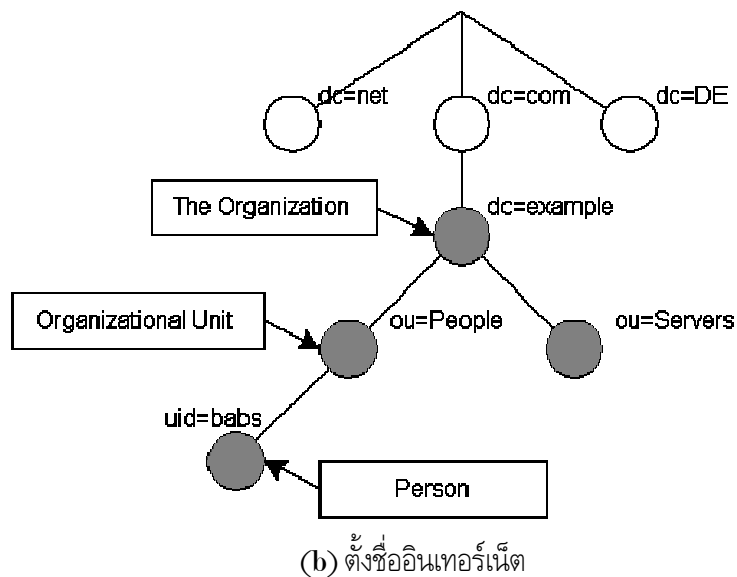 dc=net
dc=com
dc=DE
The Organization
dc=example
Organizational Unit
ou=People
ou=Servers
uid=babs
Person
(b) ตั้งชื่ออินเทอร์เน็ต